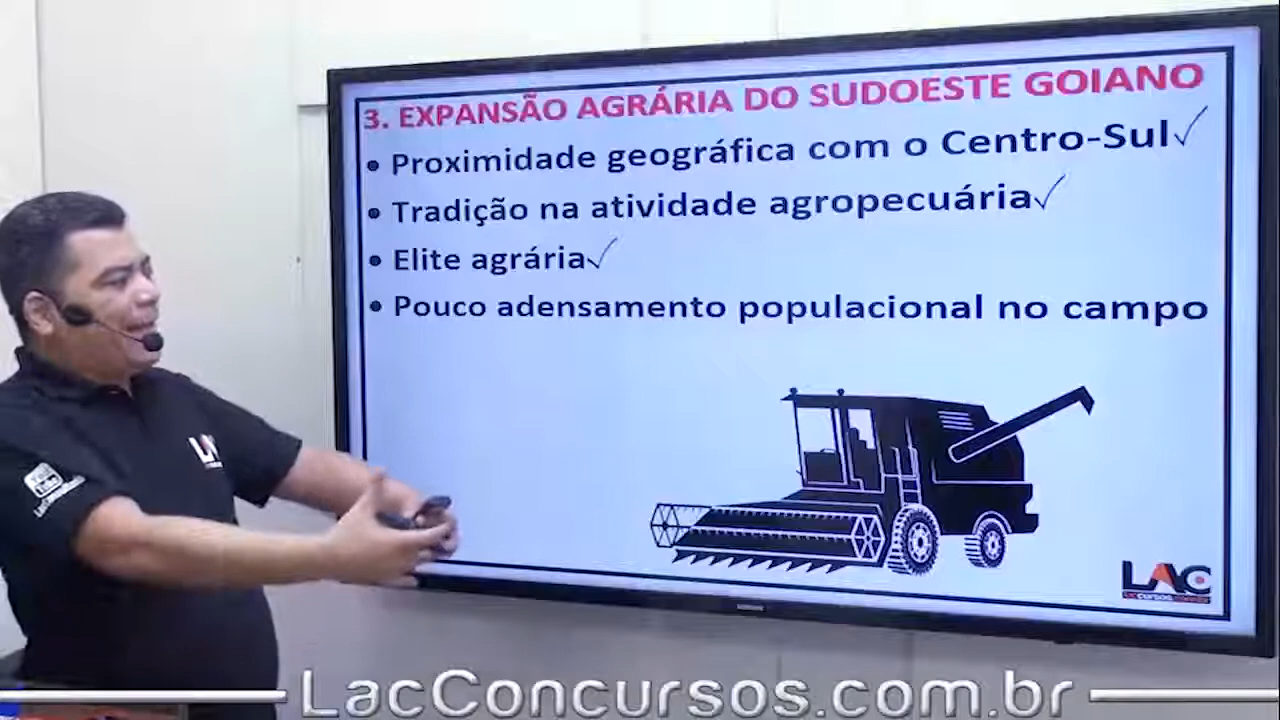 3. EXPANSÃO AGRÁRIA DO SUDOESTE GOIANO
• Proximidade geográfica com o Centro-Sul✓
• Tradição na atividade agropecuária✓
• Elite agrária✓
• Pouco adensamento populacional no campo
LAC
LAC
LacConcursos.com.br